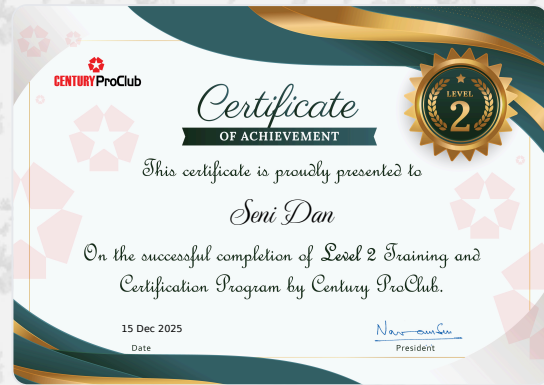 CENTURY ProClub
LEVEL
2
Certificate
OF ACHIEVEMENT
This certificate is proudly presented to
Seni Dan
On the successful completion of Level 2 Training and
Certification Program by Century ProClub.
15 Dec 2025
Date
President